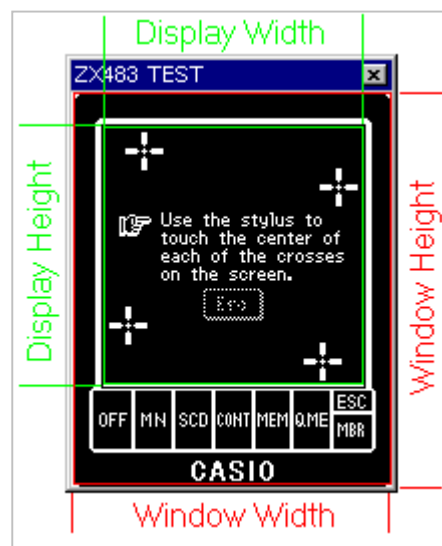 Display Width
ZX483 TEST
Display Height
Window Height
Use the stylus to
touch the center of
each of the crosses
on the screen.
Esc
OFF MN SCD CONT MEM QME ESC
MBR
CASIO
Window Width